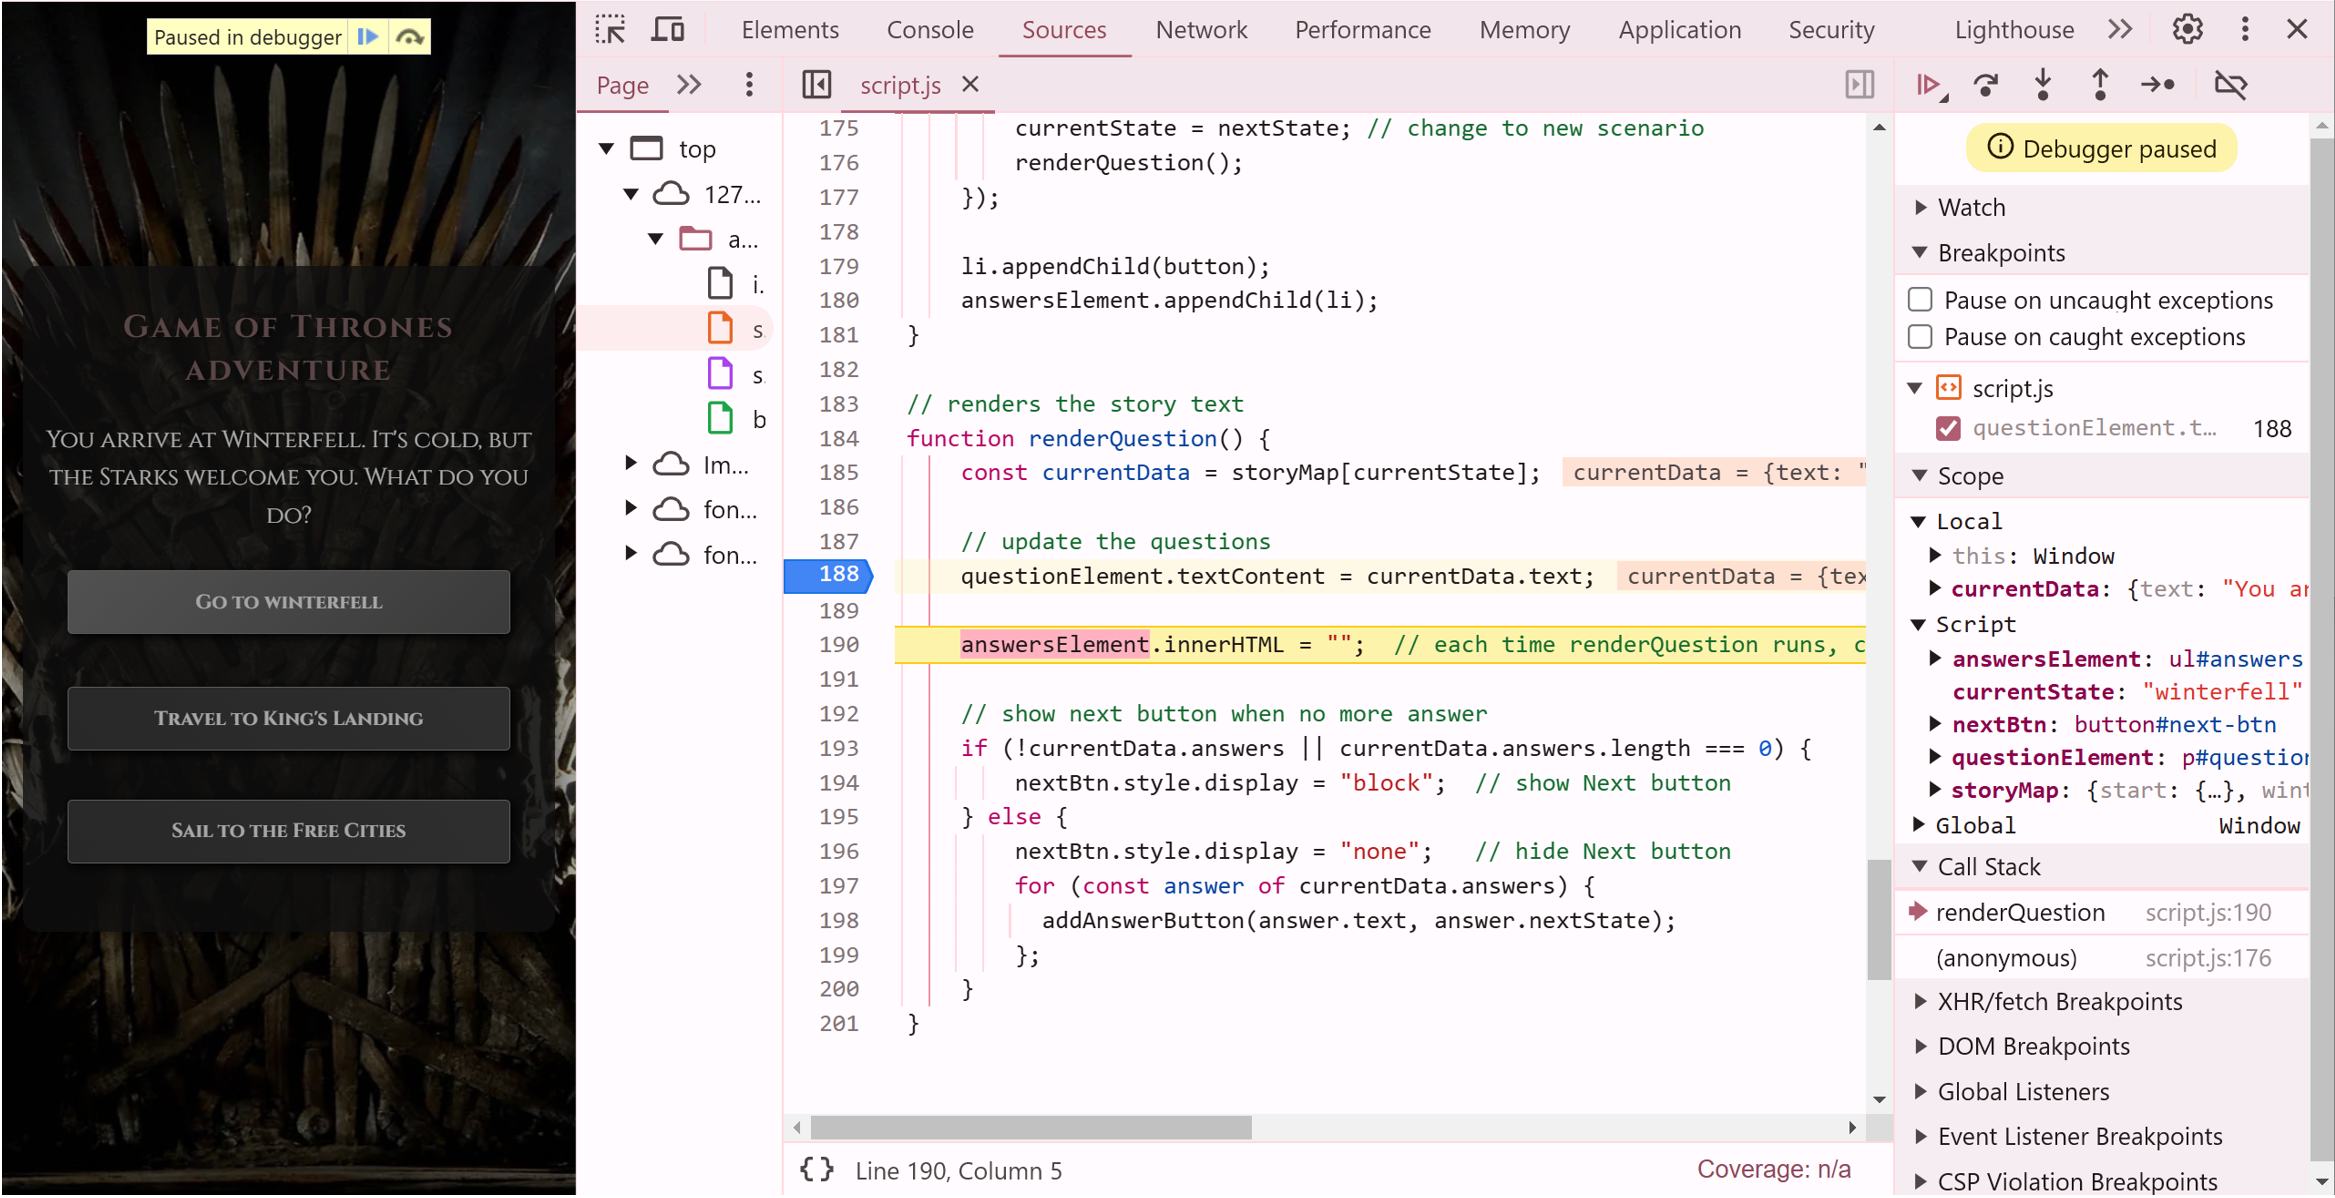 Paused in debugger
GAME OF THRONES
ADVENTURE
YOU ARRIVE AT WINTERFELL. IT'S COLD, BUT
THE STARKS WELCOME YOU. WHAT DO YOU
DO?
GO TO WINTERFELL
TRAVEL TO KING'S LANDING
SAIL TO THE FREE CITIES
Elements Console Sources Network Performance Memory Application Security Lighthouse
Page
top
127...
a...
i.
s.
s.
b
Im...
fon...
fon...
script.js
175 currentState = nextState; // change to new scenario
176 renderQuestion();
177 });
178
179 li.appendChild(button);
180 answersElement.appendChild(li);
181 }
182
183 // renders the story text
184 function renderQuestion() {
185 const currentData = storyMap[currentState]; currentData = {text: "
186
187 // update the questions
188 questionElement.textContent = currentData.text; currentData = {tex
189
190 answersElement.innerHTML = ""; // each time renderQuestion runs, c
191
192 // show next button when no more answer
193 if (!currentData.answers || currentData.answers.length === 0) {
194 nextBtn.style.display = "block"; // show Next button
195 } else {
196 nextBtn.style.display = "none"; // hide Next button
197 for (const answer of currentData.answers) {
198 addAnswerButton(answer.text, answer.nextState);
199 };
200 }
201 }
{} Line 190, Column 5
Coverage: n/a
Debugger paused
Watch
Breakpoints
Pause on uncaught exceptions
Pause on caught exceptions
script.js
questionElement.t... 188
Scope
Local
this: Window
currentData: {text: "You ar
Script
answersElement: ul#answers
currentState: "winterfell"
nextBtn: button#next-btn
questionElement: p#question
storyMap: {start: {…}, wint
Global Window
Call Stack
renderQuestion script.js:190
(anonymous) script.js:176
XHR/fetch Breakpoints
DOM Breakpoints
Global Listeners
Event Listener Breakpoints
CSP Violation Breakpoints